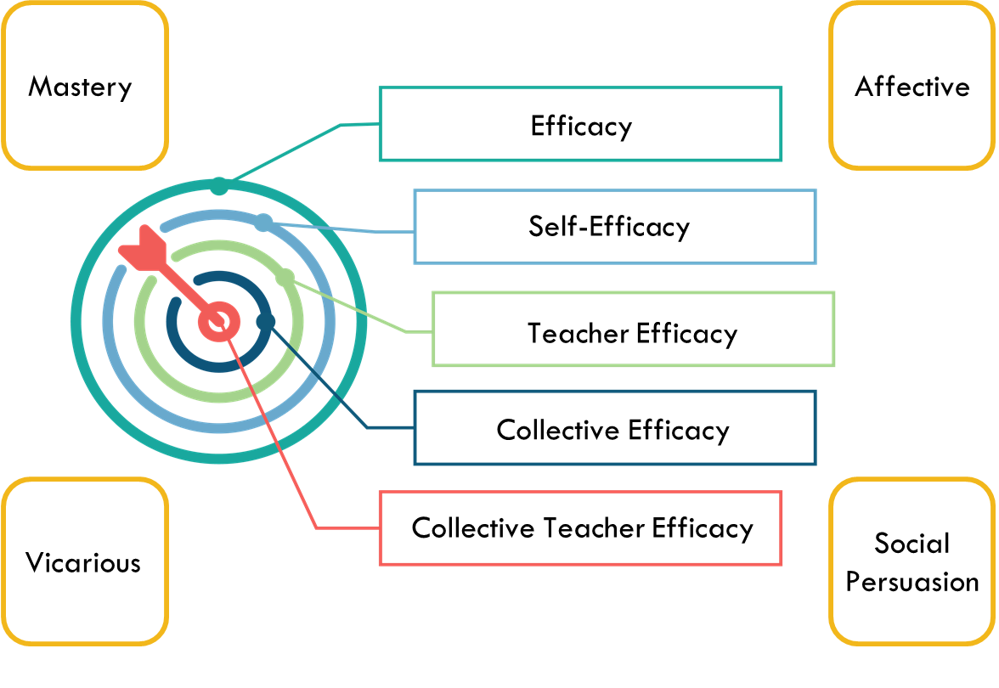 Mastery
Affective
Efficacy
Self-Efficacy
Teacher Efficacy
Collective Efficacy
Collective Teacher Efficacy
Vicarious
Social
Persuasion